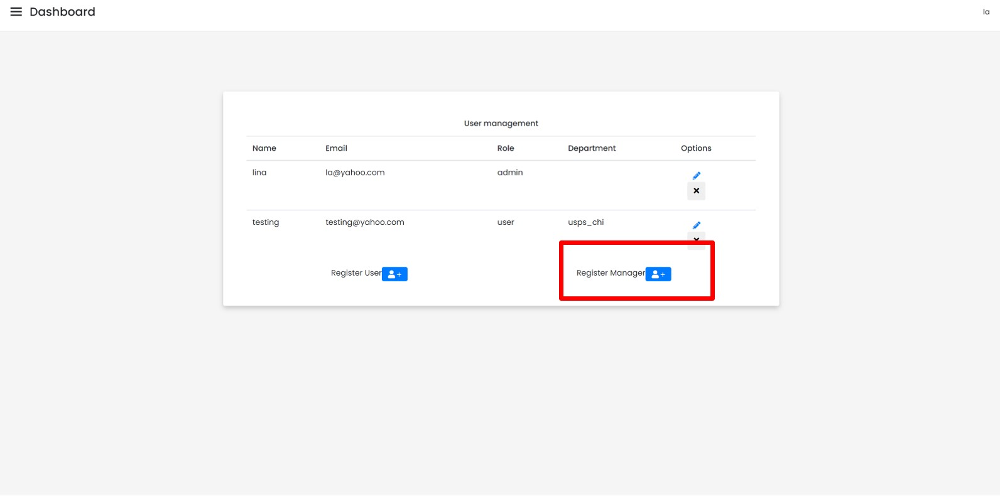 Dashboard
la
User management
Name Email Role Department Options
lina la@yahoo.com admin
testing testing@yahoo.com user usps_chi
Register User + Register Manager +